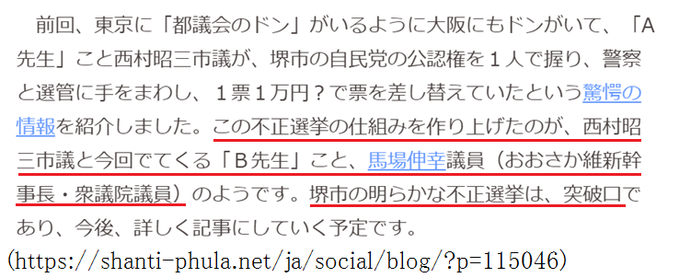 前回、東京に「都議会のドン」がいるように大阪にもドンがいて、「A
先生」こと西村昭三市議が、堺市の自民党の公認権を１人で握り、警察
と選管に手をまわし、１票１万円？で票を差し替えていたという驚愕の
情報を紹介しました。この不正選挙の仕組みを作り上げたのが、西村昭
三市議と今回でてくる「Ｂ先生」こと、馬場伸幸議員（おおさか維新幹
事長・衆議院議員）のようです。堺市の明らかな不正選挙は、突破口で
あり、今後、詳しく記事にしていく予定です。
(https://shanti-phula.net/ja/social/blog/?p=115046)